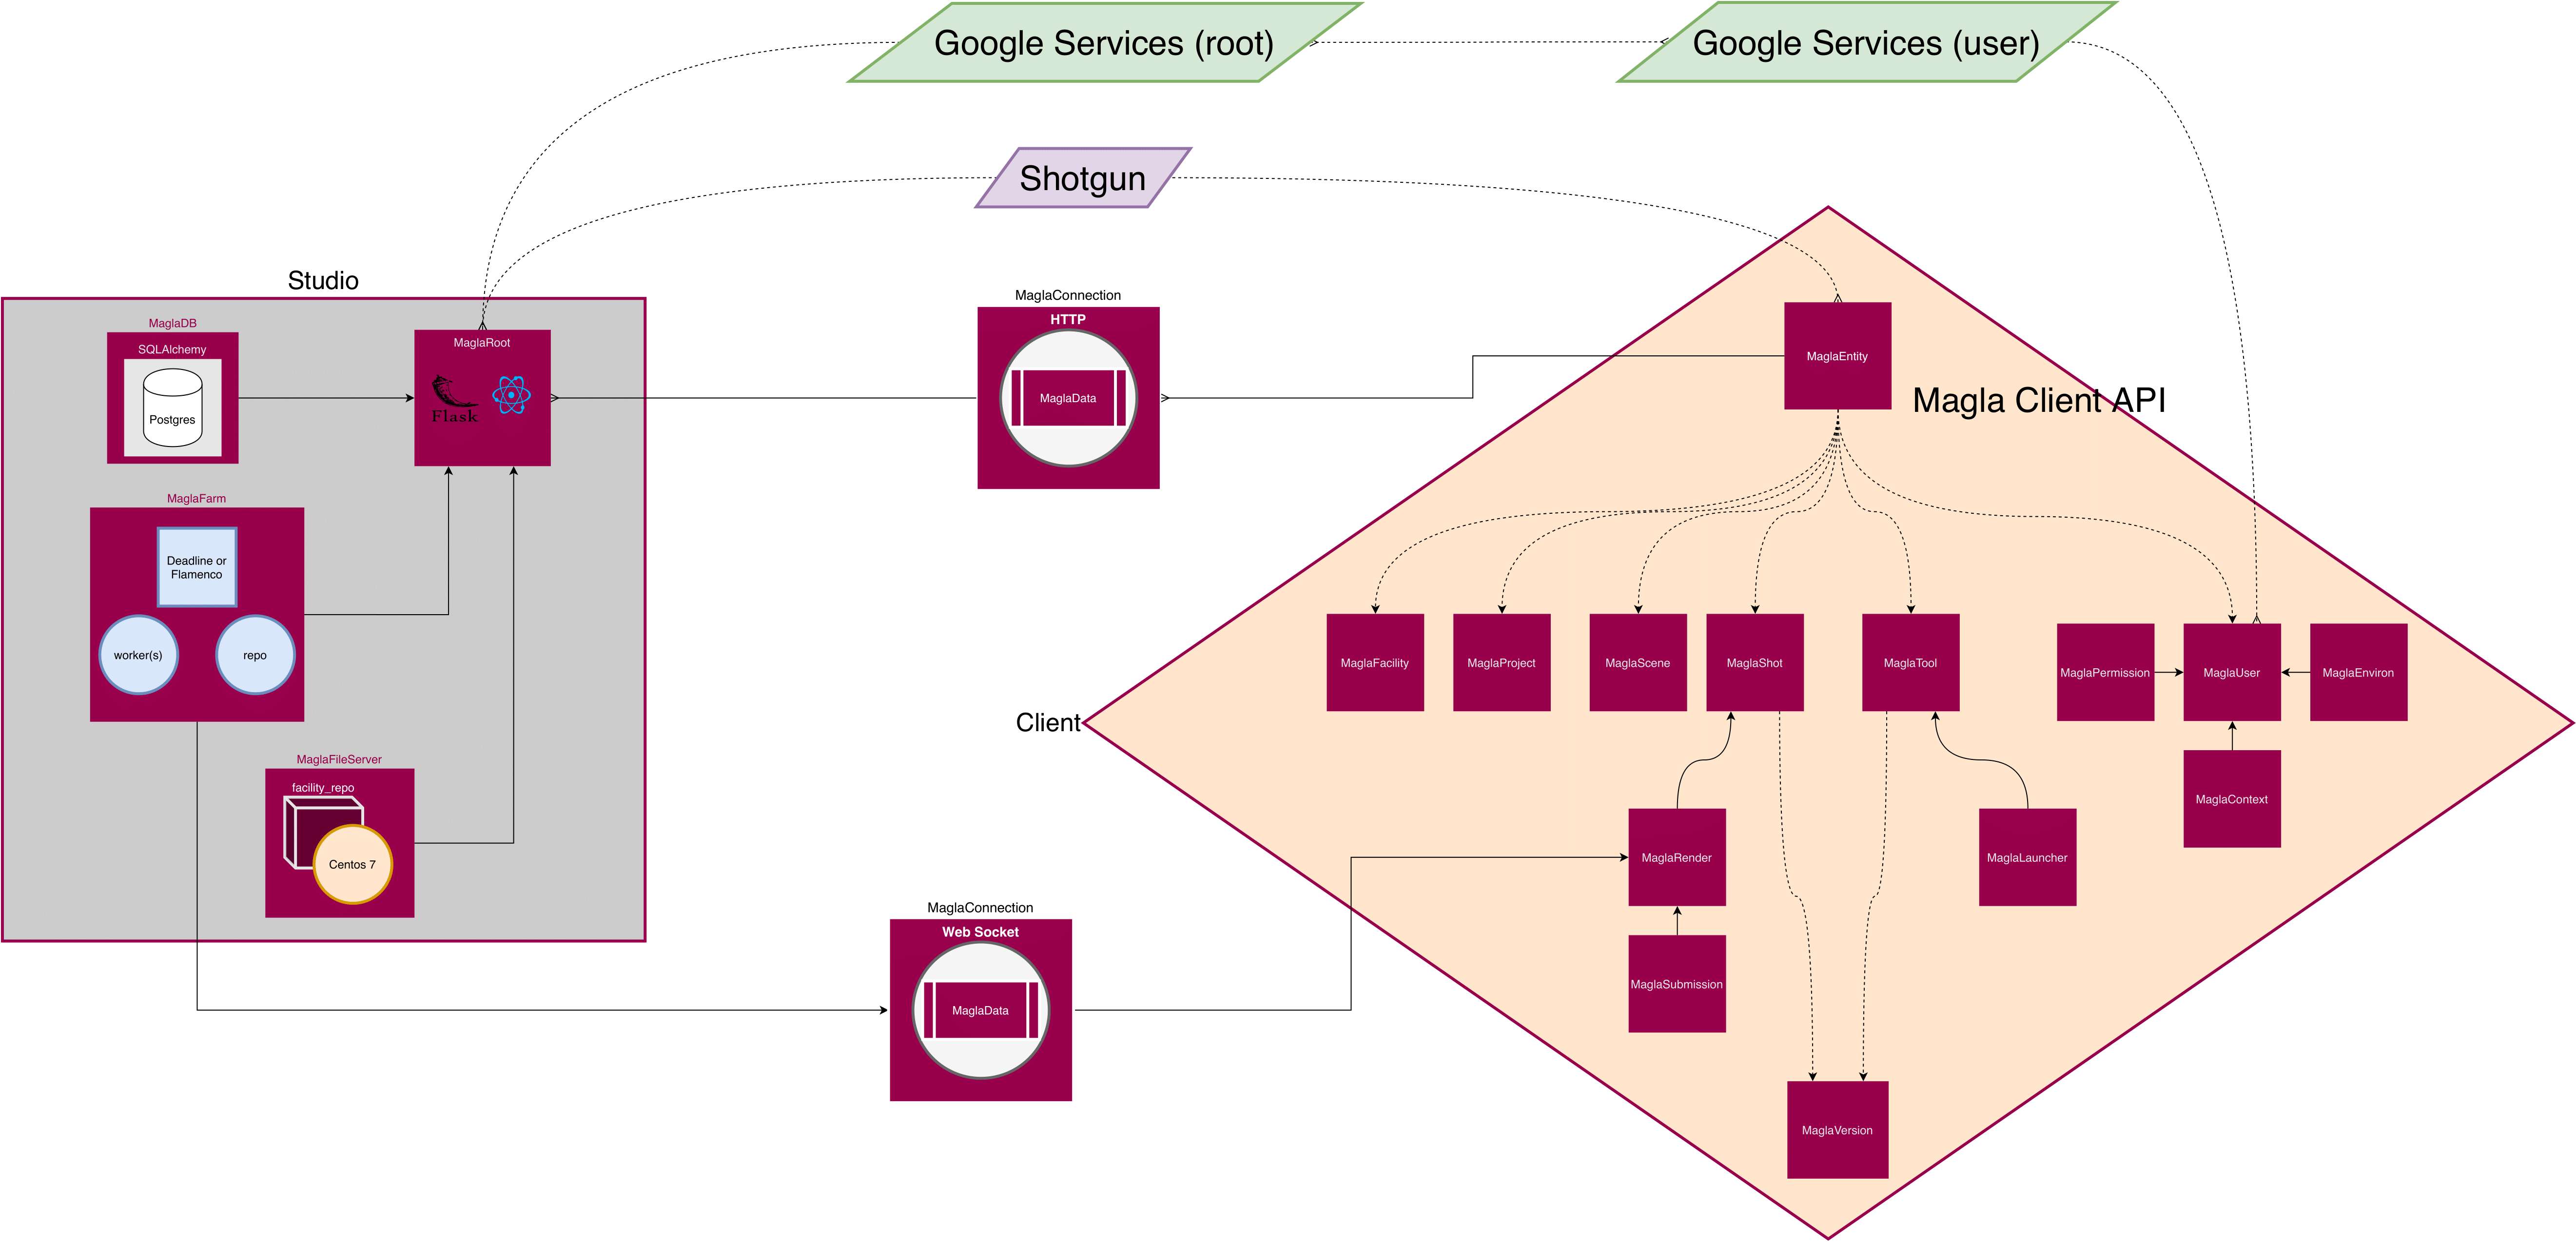 Google Services (root)
Google Services (user)
Shotgun
Studio
MaglaDB
SQLAlchemy
Postgres
MaglaRoot
Flask
MaglaFarm
Deadline or
Flamenco
worker(s)
repo
MaglaFileServer
facility_repo
Centos 7
MaglaConnection
HTTP
MaglaData
MaglaConnection
Web Socket
MaglaData
Client
Magla Client API
MaglaEntity
MaglaFacility
MaglaProject
MaglaScene
MaglaShot
MaglaTool
MaglaPermission
MaglaUser
MaglaEnviron
MaglaContext
MaglaRender
MaglaLauncher
MaglaSubmission
MaglaVersion